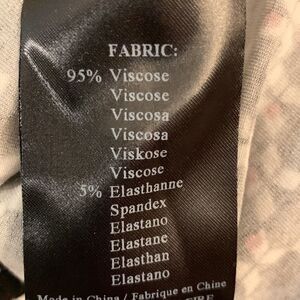 FABRIC:
95% Viscose
Viscose
Viscosa
Viscosa
Viskose
Viscose
5% Elasthanne
Spandex
Elastano
Elastane
Elasthan
Elastano
Made in China / Fabrique en Chine
FIRE